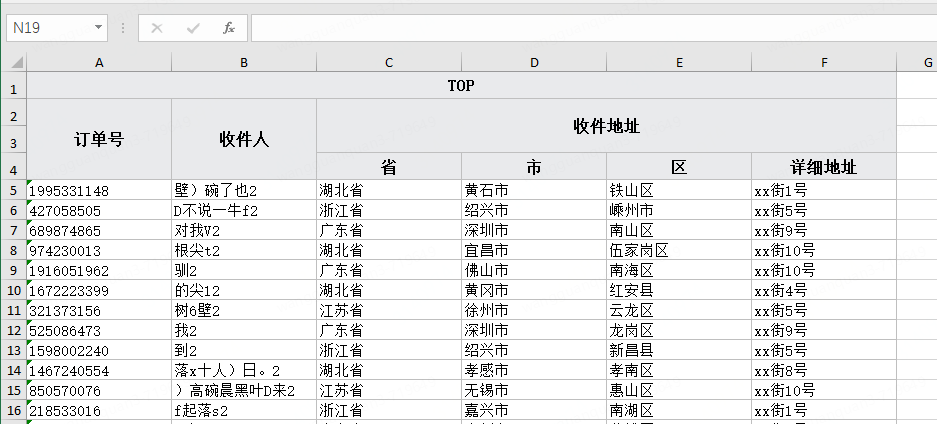 N19 fx
A B C D E F G
1 TOP
2 订单号 收件人 收件地址
3
4 省 市 区 详细地址
5 1995331148 壁）碗了也2 湖北省 黄石市 铁山区 xx街1号
6 427058505 D不说一牛f2 浙江省 绍兴市 嵊州市 xx街5号
7 689874865 对我V2 广东省 深圳市 南山区 xx街9号
8 974230013 根尖t2 湖北省 宜昌市 伍家岗区 xx街10号
9 1916051962 驯2 广东省 佛山市 南海区 xx街10号
10 1672223399 的尖12 湖北省 黄冈市 红安县 xx街4号
11 321373156 树6壁2 江苏省 徐州市 云龙区 xx街5号
12 525086473 我2 广东省 深圳市 龙岗区 xx街9号
13 1598002240 到2 浙江省 绍兴市 新昌县 xx街5号
14 1467240554 落x十人）日。2 湖北省 孝感市 孝南区 xx街8号
15 850570076 ）高碗晨黑叶D来2 江苏省 无锡市 惠山区 xx街10号
16 218533016 f起落s2 浙江省 嘉兴市 南湖区 xx街1号